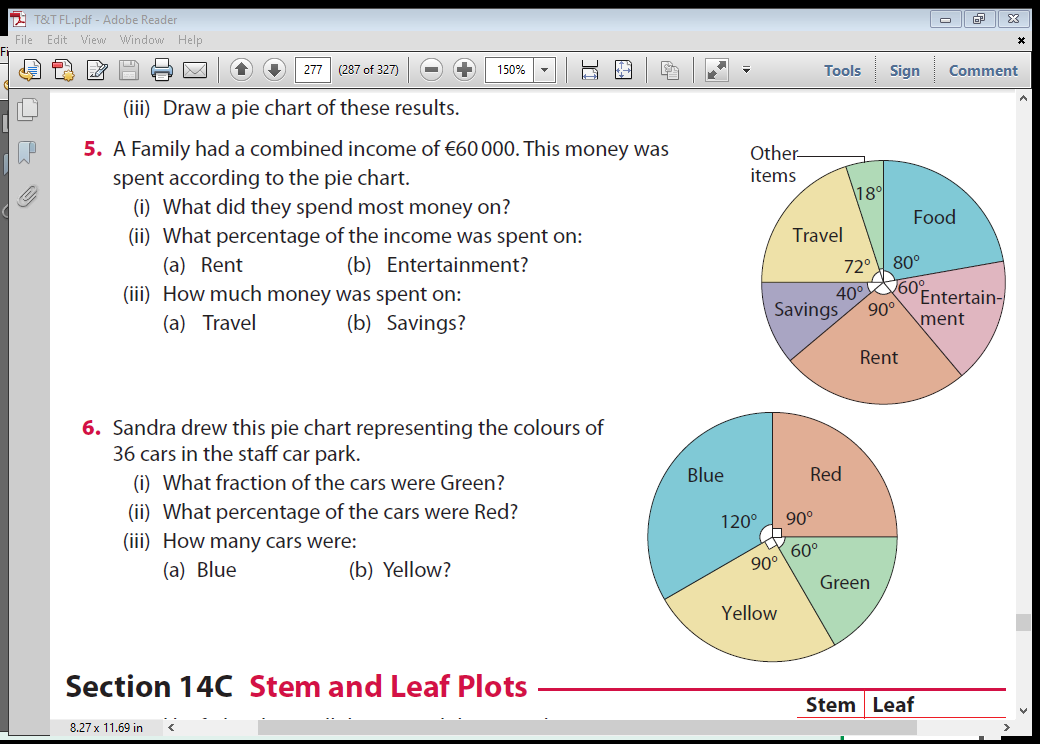 T&T FL.pdf - Adobe Reader
File Edit View Window Help
277 (287 of 327) 150% Tools Sign Comment
(iii) Draw a pie chart of these results.
5. A Family had a combined income of €60 000. This money was
spent according to the pie chart.
(i) What did they spend most money on?
(ii) What percentage of the income was spent on:
(a) Rent (b) Entertainment?
(iii) How much money was spent on:
(a) Travel (b) Savings?
Other
items
18°
Food
Travel
72° 80°
40° 60°
Entertain-
Savings 90° ment
Rent
6. Sandra drew this pie chart representing the colours of
36 cars in the staff car park.
(i) What fraction of the cars were Green?
(ii) What percentage of the cars were Red?
(iii) How many cars were:
(a) Blue (b) Yellow?
Blue Red
120° 90°
90° 60°
Green
Yellow
Section 14C Stem and Leaf Plots
Stem Leaf
8.27 x 11.69 in